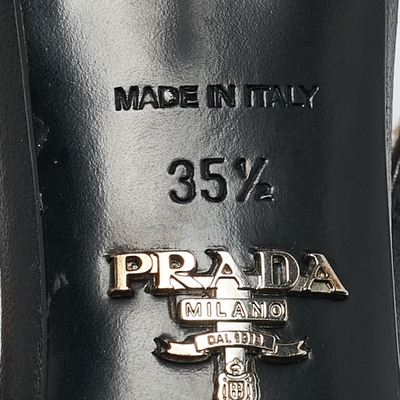 MADE IN ITALY
35½
PRADA
MILANO
DAL 1913